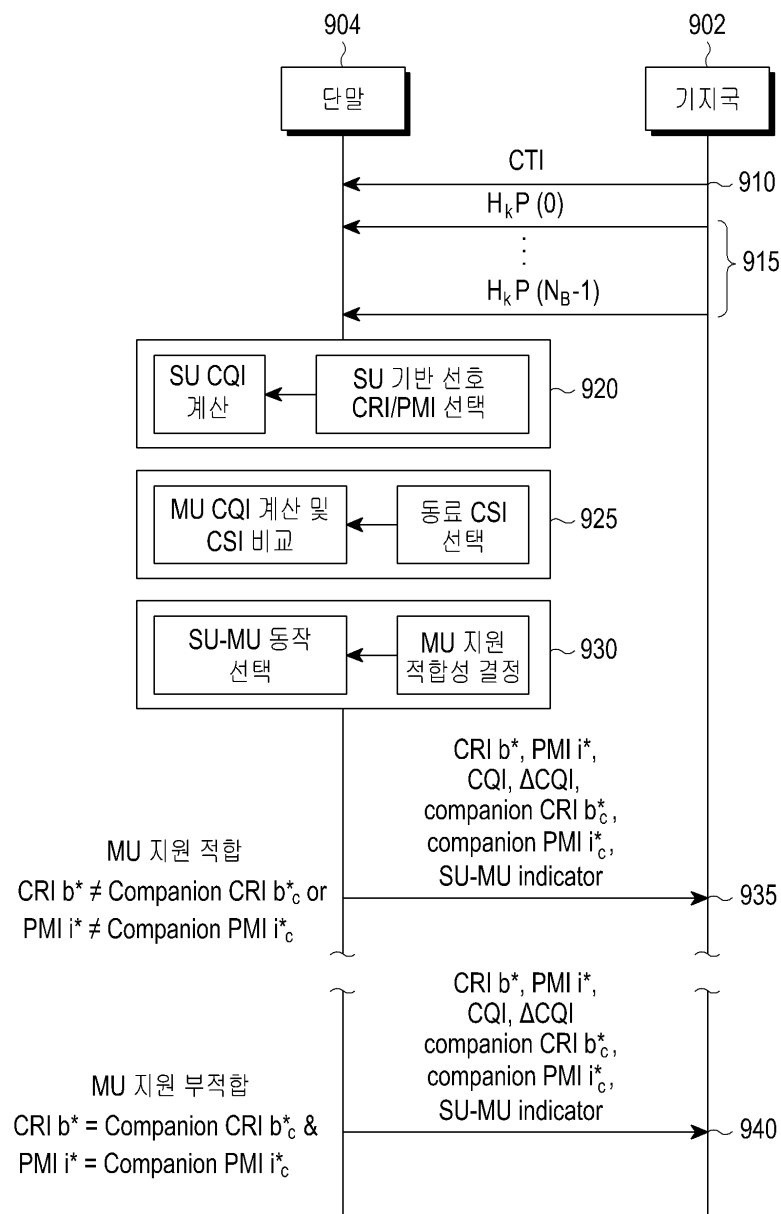 904
902
단말
기지국
CTI
910
HₖP (0)
915
HₖP (N_B-1)
SU CQI
계산
SU 기반 선호
CRI/PMI 선택
920
MU CQI 계산 및
CSI 비교
동료 CSI
선택
925
SU-MU 동작
선택
MU 지원
적합성 결정
930
CRI b*, PMI i*,
CQI, ΔCQI,
companion CRI b*_c,
companion PMI i*_c,
SU-MU indicator
935
MU 지원 적합
CRI b* ≠ Companion CRI b*_c or
PMI i* ≠ Companion PMI i*_c
CRI b*, PMI i*,
CQI, ΔCQI
companion CRI b*_c,
companion PMI i*_c,
SU-MU indicator
940
MU 지원 부적합
CRI b* = Companion CRI b*_c &
PMI i* = Companion PMI i*_c